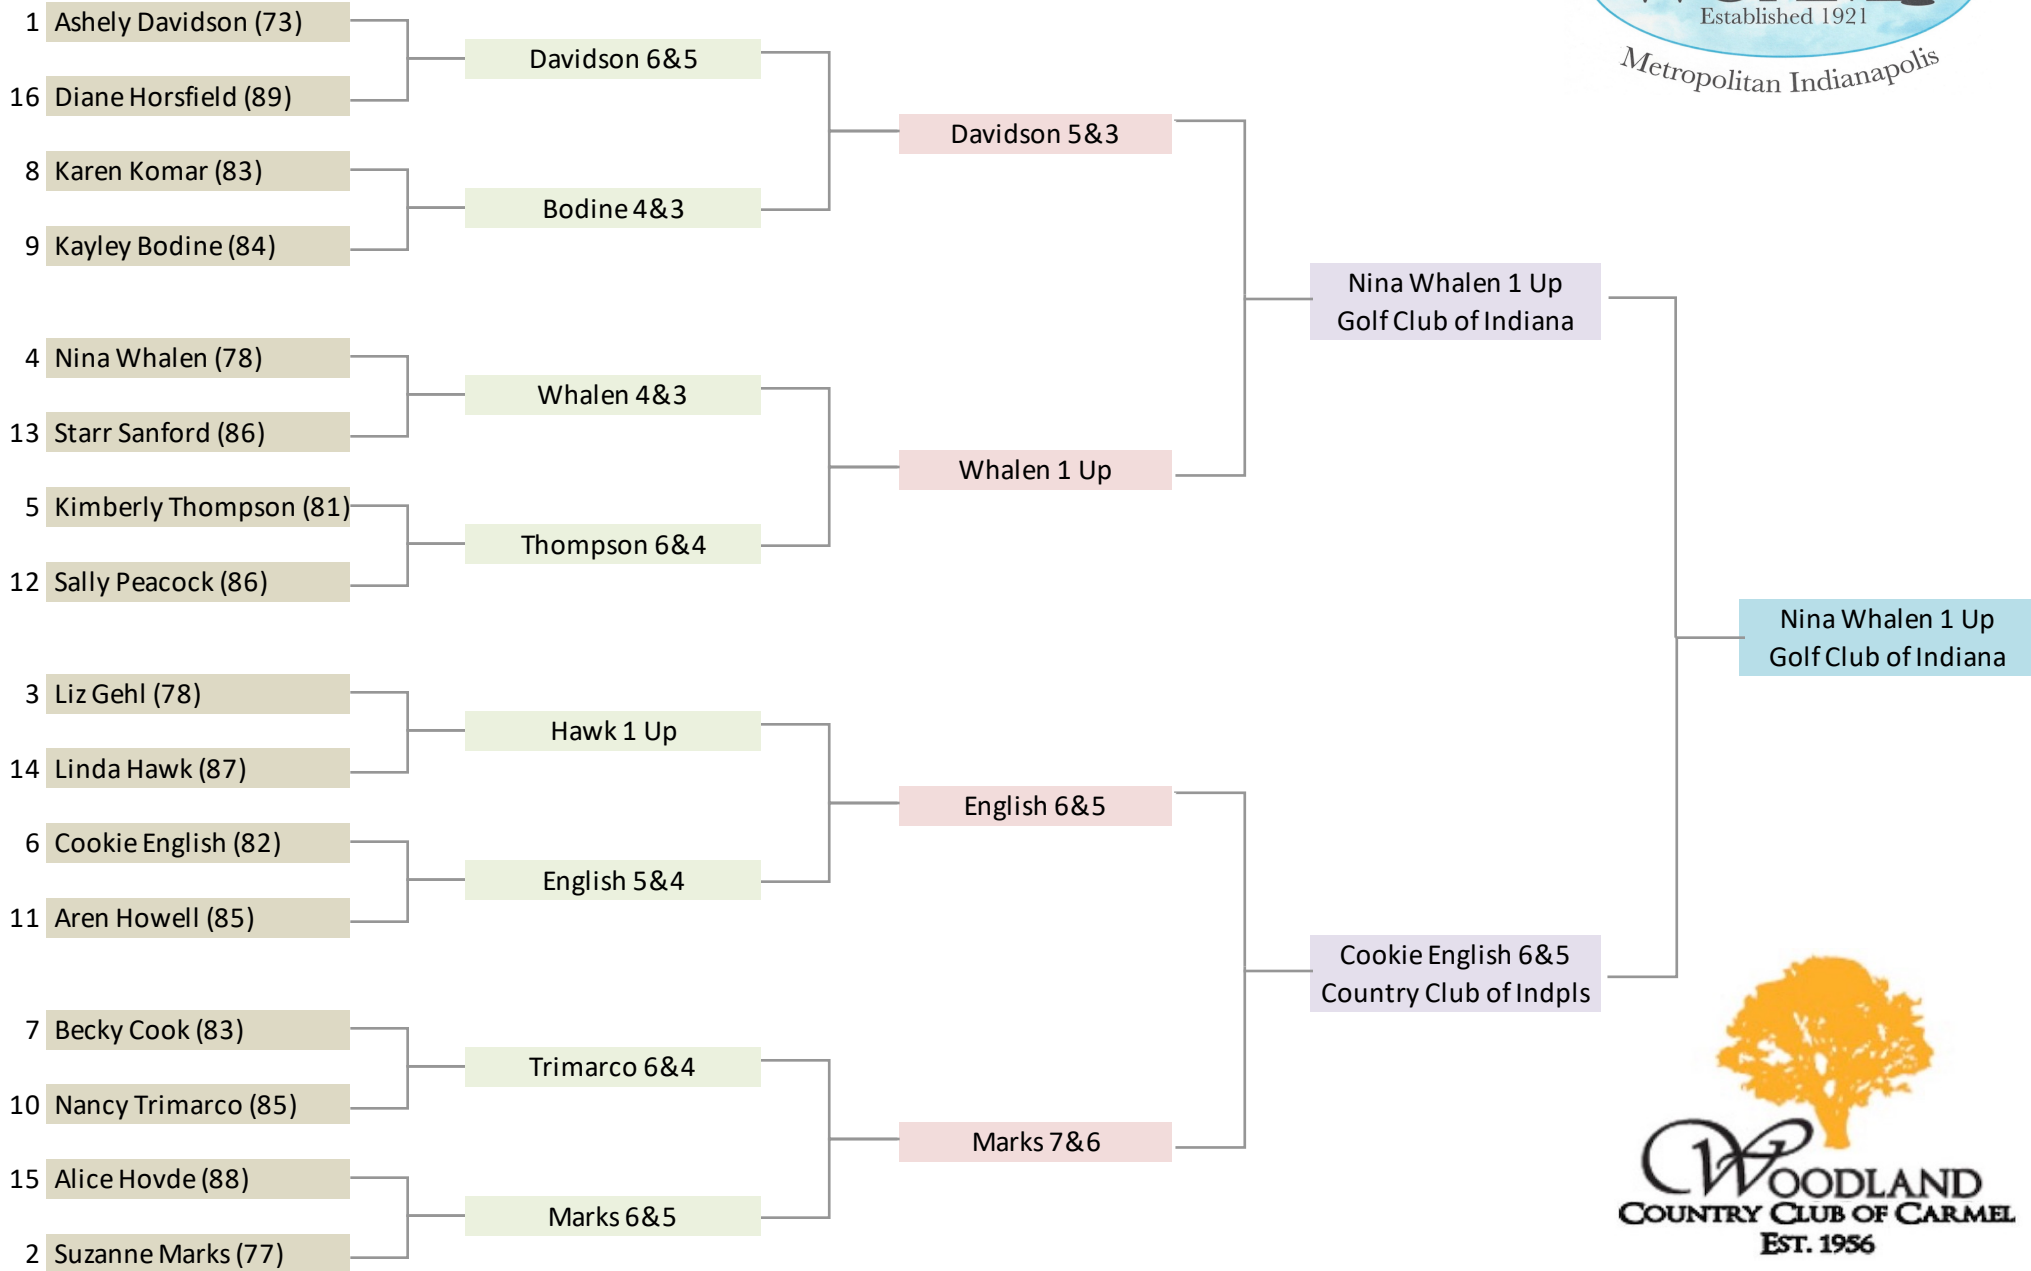 1 Ashely Davidson (73)
16 Diane Horsfield (89)
8 Karen Komar (83)
9 Kayley Bodine (84)
4 Nina Whalen (78)
13 Starr Sanford (86)
5 Kimberly Thompson (81)
12 Sally Peacock (86)
3 Liz Gehl (78)
14 Linda Hawk (87)
6 Cookie English (82)
11 Aren Howell (85)
7 Becky Cook (83)
10 Nancy Trimarco (85)
15 Alice Hovde (88)
2 Suzanne Marks (77)
Davidson 6&5
Bodine 4&3
Whalen 4&3
Thompson 6&4
Hawk 1 Up
English 5&4
Trimarco 6&4
Marks 6&5
Davidson 5&3
Whalen 1 Up
English 6&5
Marks 7&6
Nina Whalen 1 Up
Golf Club of Indiana
Cookie English 6&5
Country Club of Indpls
Nina Whalen 1 Up
Golf Club of Indiana
Established 1921
Metropolitan Indianapolis
WOODLAND
COUNTRY CLUB OF CARMEL
EST. 1956